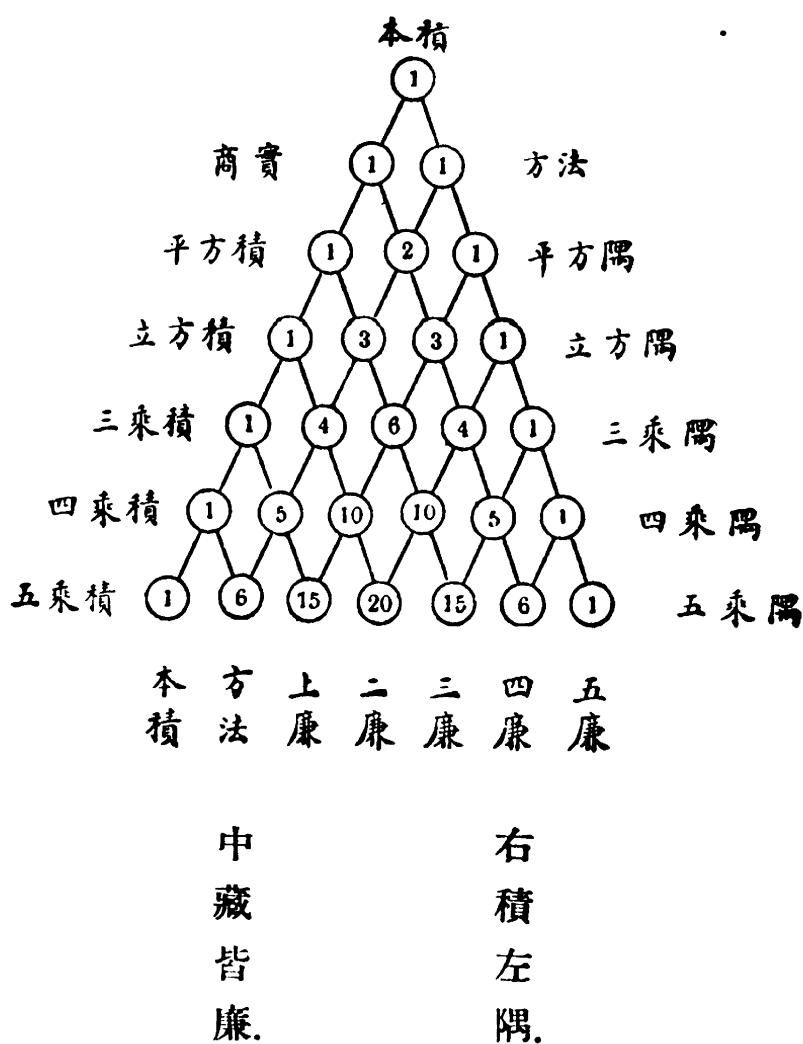 本積
1
商實 1 1 方法
平方積 1 2 1 平方隅
立方積 1 3 3 1 立方隅
三乘積 1 4 6 4 1 三乘隅
四乘積 1 5 10 10 5 1 四乘隅
五乘積 1 6 15 20 15 6 1 五乘隅
本積
方法
上廉
二廉
三廉
四廉
五廉
右積左隅.
中藏皆廉.